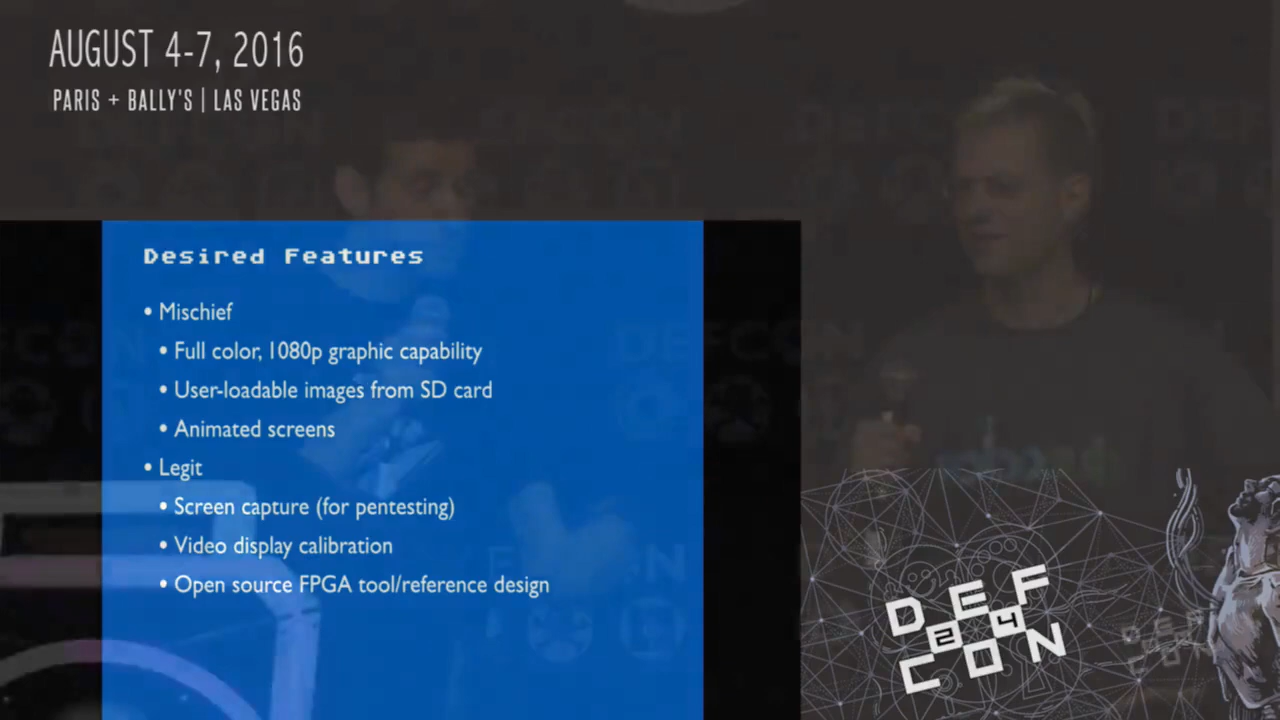 AUGUST 4-7, 2016
PARIS + BALLY'S | LAS VEGAS
Desired Features
• Mischief
• Full color, 1080p graphic capability
• User-loadable images from SD card
• Animated screens
• Legit
• Screen capture (for pentesting)
• Video display calibration
• Open source FPGA tool/reference design
DEF
24
CON
DEFCON
DEFCON